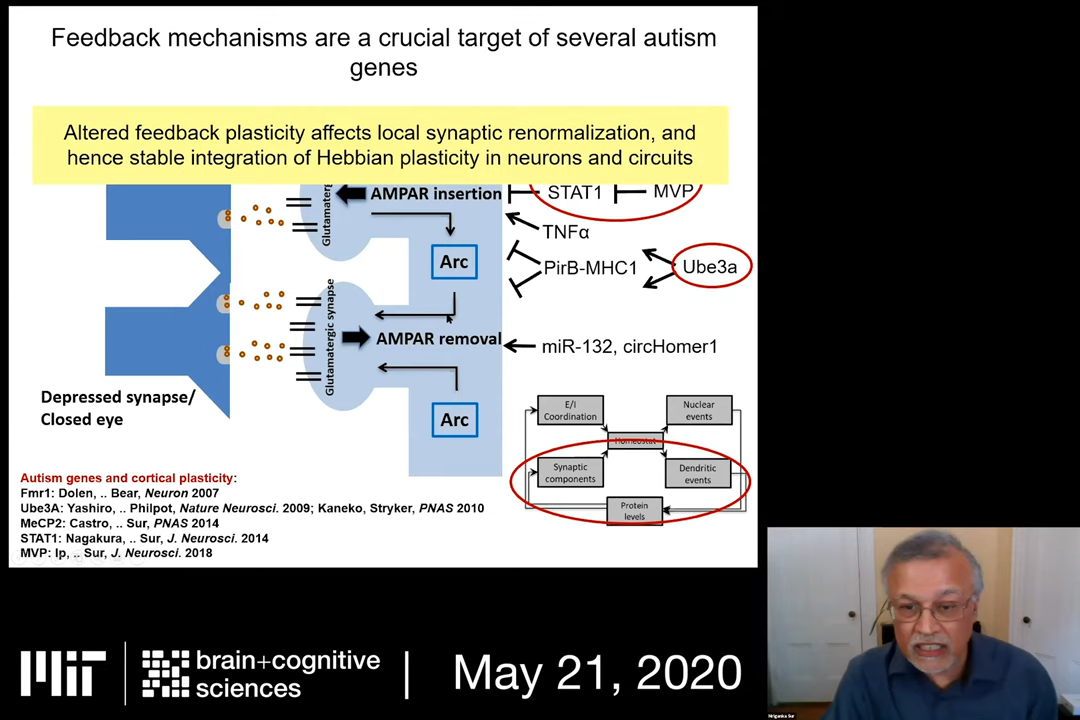 Feedback mechanisms are a crucial target of several autism
genes
Altered feedback plasticity affects local synaptic renormalization, and
hence stable integration of Hebbian plasticity in neurons and circuits
AMPAR insertion
STAT1
MVP
TNFα
Arc
PirB-MHC1
Ube3a
Glutamatergic synapse
AMPAR removal
miR-132, circHomer1
Depressed synapse/
Closed eye
Arc
E/I
Coordination
Nuclear
events
Homeostat
Synaptic
components
Dendritic
events
Protein
levels
Autism genes and cortical plasticity:
Fmr1: Dolen, .. Bear, Neuron 2007
Ube3A: Yashiro, .. Philpot, Nature Neurosci. 2009; Kaneko, Stryker, PNAS 2010
MeCP2: Castro, .. Sur, PNAS 2014
STAT1: Nagakura, .. Sur, J. Neurosci. 2014
MVP: Ip, .. Sur, J. Neurosci. 2018
MIT
brain+cognitive
sciences
May 21, 2020
Mriganka Sur